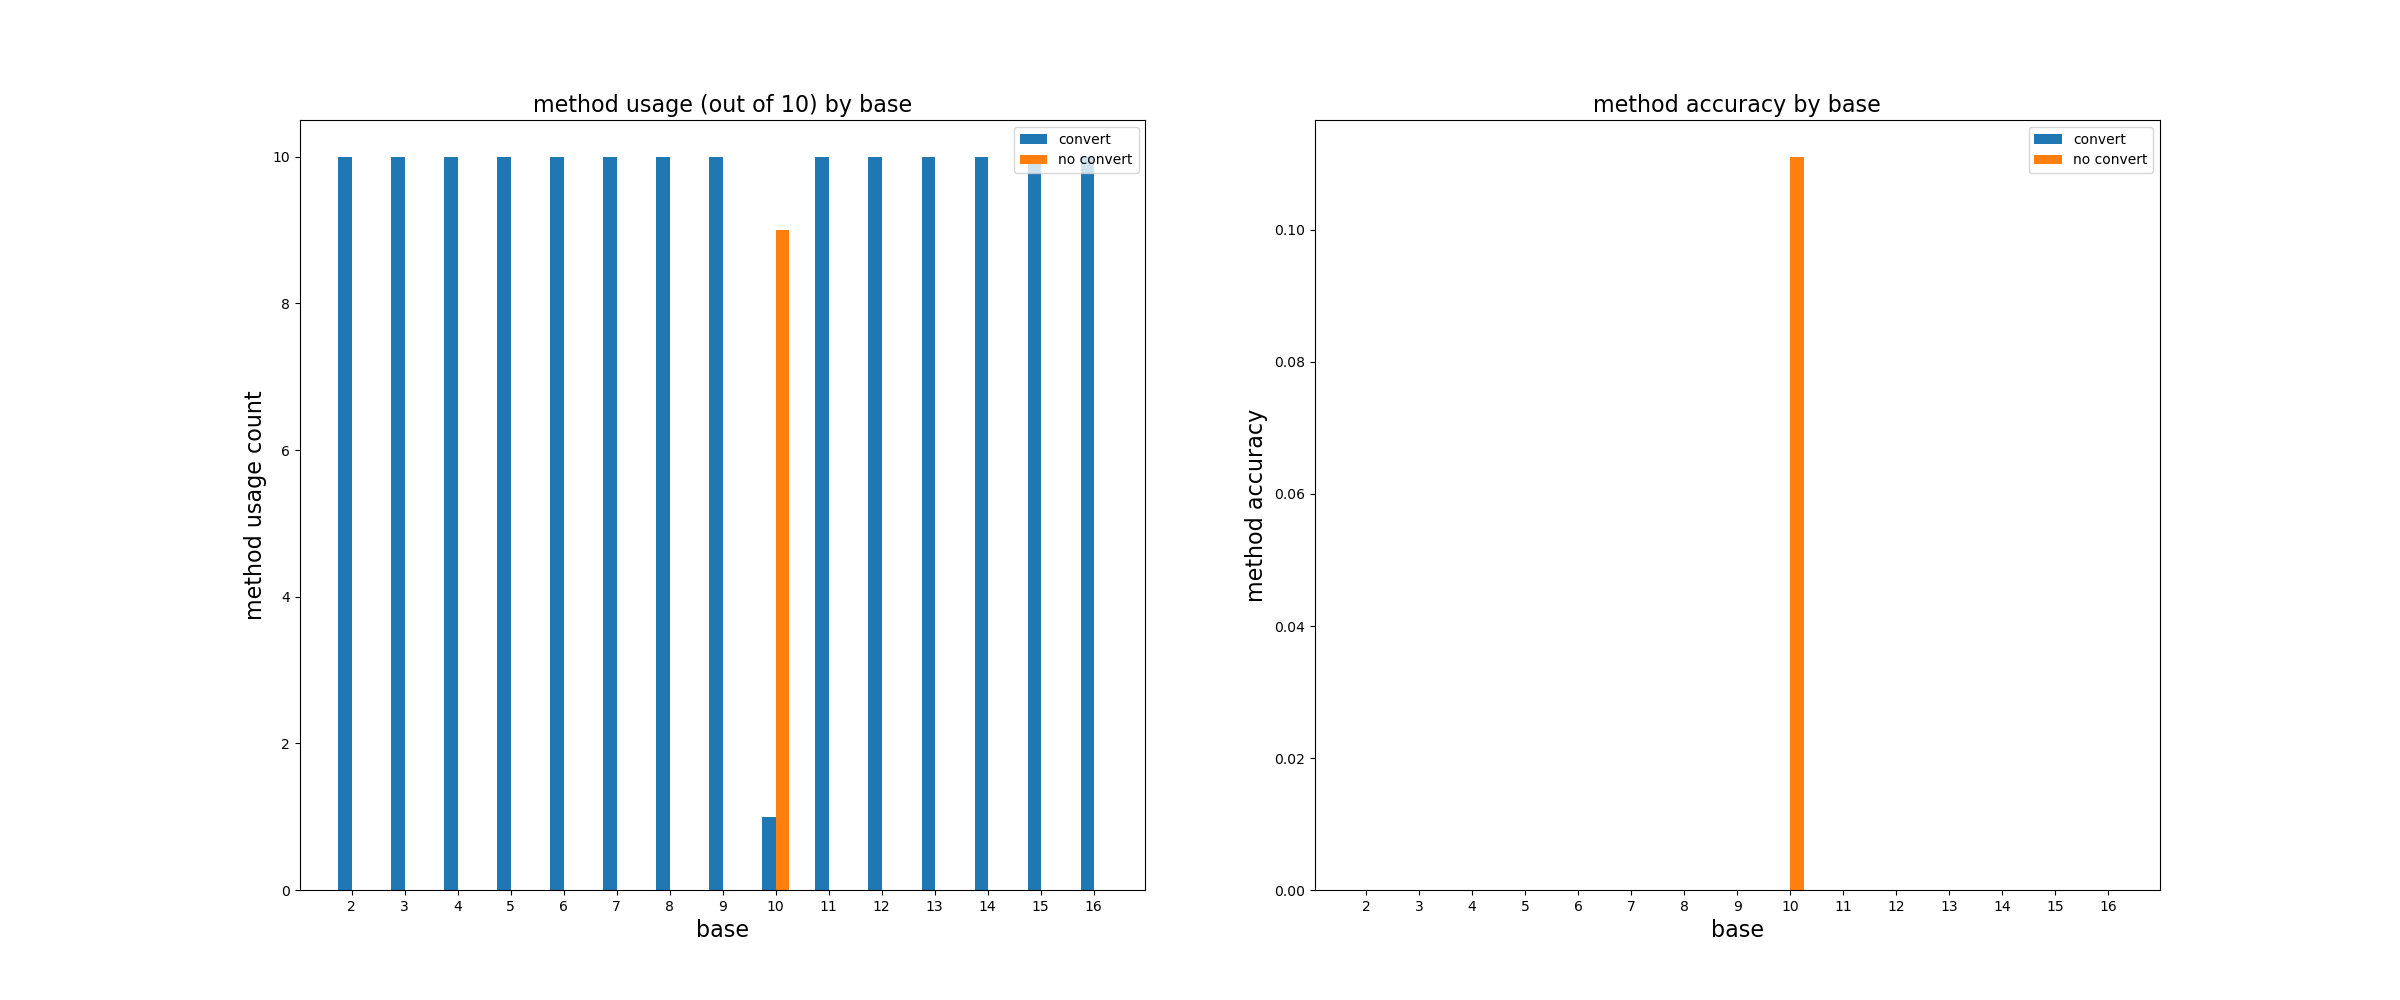 method usage (out of 10) by base
convert
no convert
method usage count
10
8
6
4
2
0
2 3 4 5 6 7 8 9 10 11 12 13 14 15 16
base
method accuracy by base
convert
no convert
method accuracy
0.10
0.08
0.06
0.04
0.02
0.00
2 3 4 5 6 7 8 9 10 11 12 13 14 15 16
base